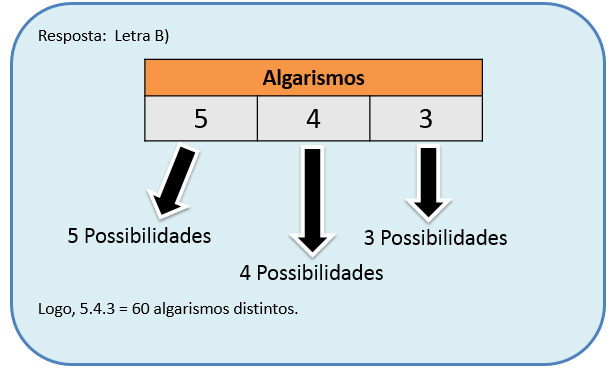 Resposta: Letra B)
Algarismos
5 4 3
5 Possibilidades
3 Possibilidades
4 Possibilidades
Logo, 5.4.3 = 60 algarismos distintos.